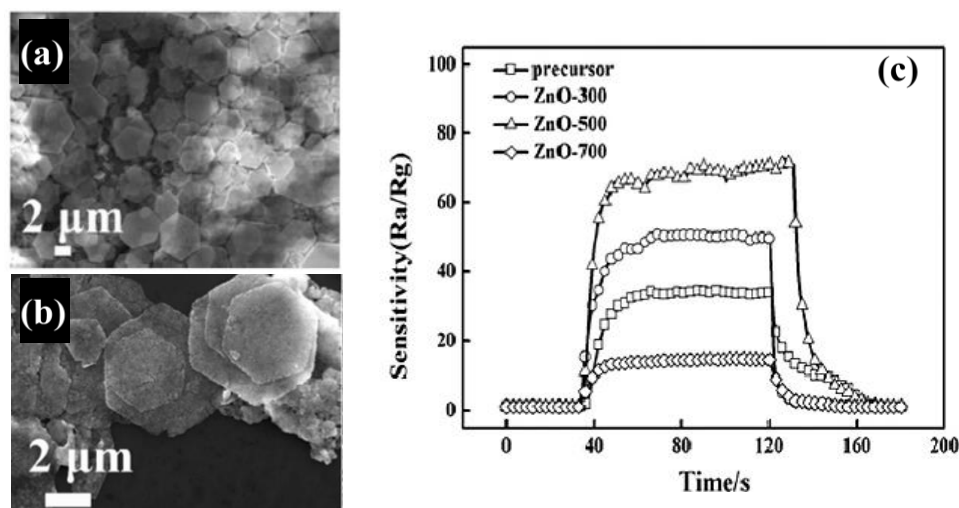 (a)
2 μm
(b)
2 μm
(c)
precursor
ZnO-300
ZnO-500
ZnO-700
Sensitivity(Ra/Rg)
100
80
60
40
20
0
0 40 80 120 160 200
Time/s